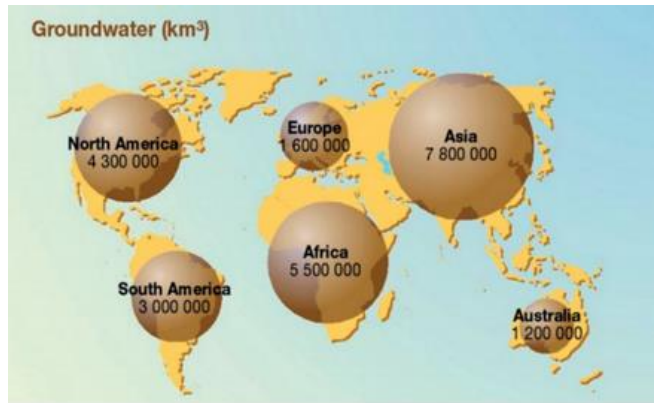 Groundwater (km³)
North America
4 300 000
Europe
1 600 000
Asia
7 800 000
Africa
5 500 000
South America
3 000 000
Australia
1 200 000